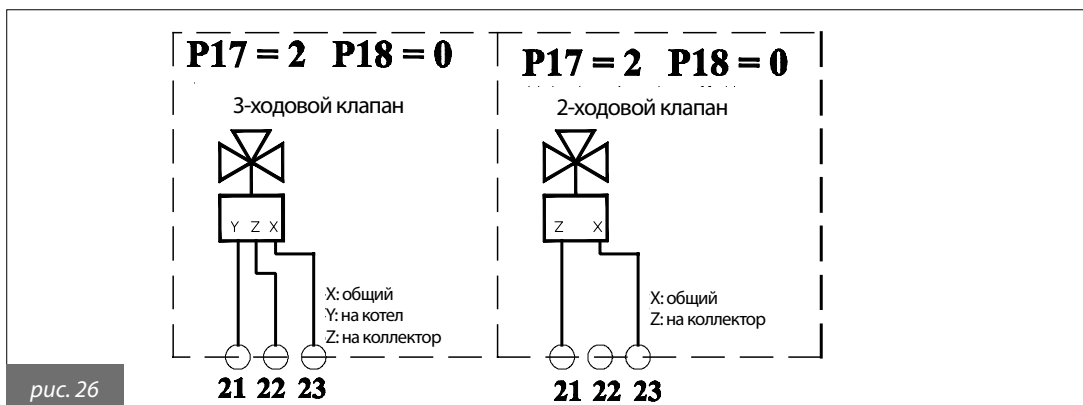 P17 = 2 P18 = 0
3-ходовой клапан
Y Z X
X: общий
Y: на котел
Z: на коллектор
21 22 23
P17 = 2 P18 = 0
2-ходовой клапан
Z X
X: общий
Z: на коллектор
21 22 23
рис. 26